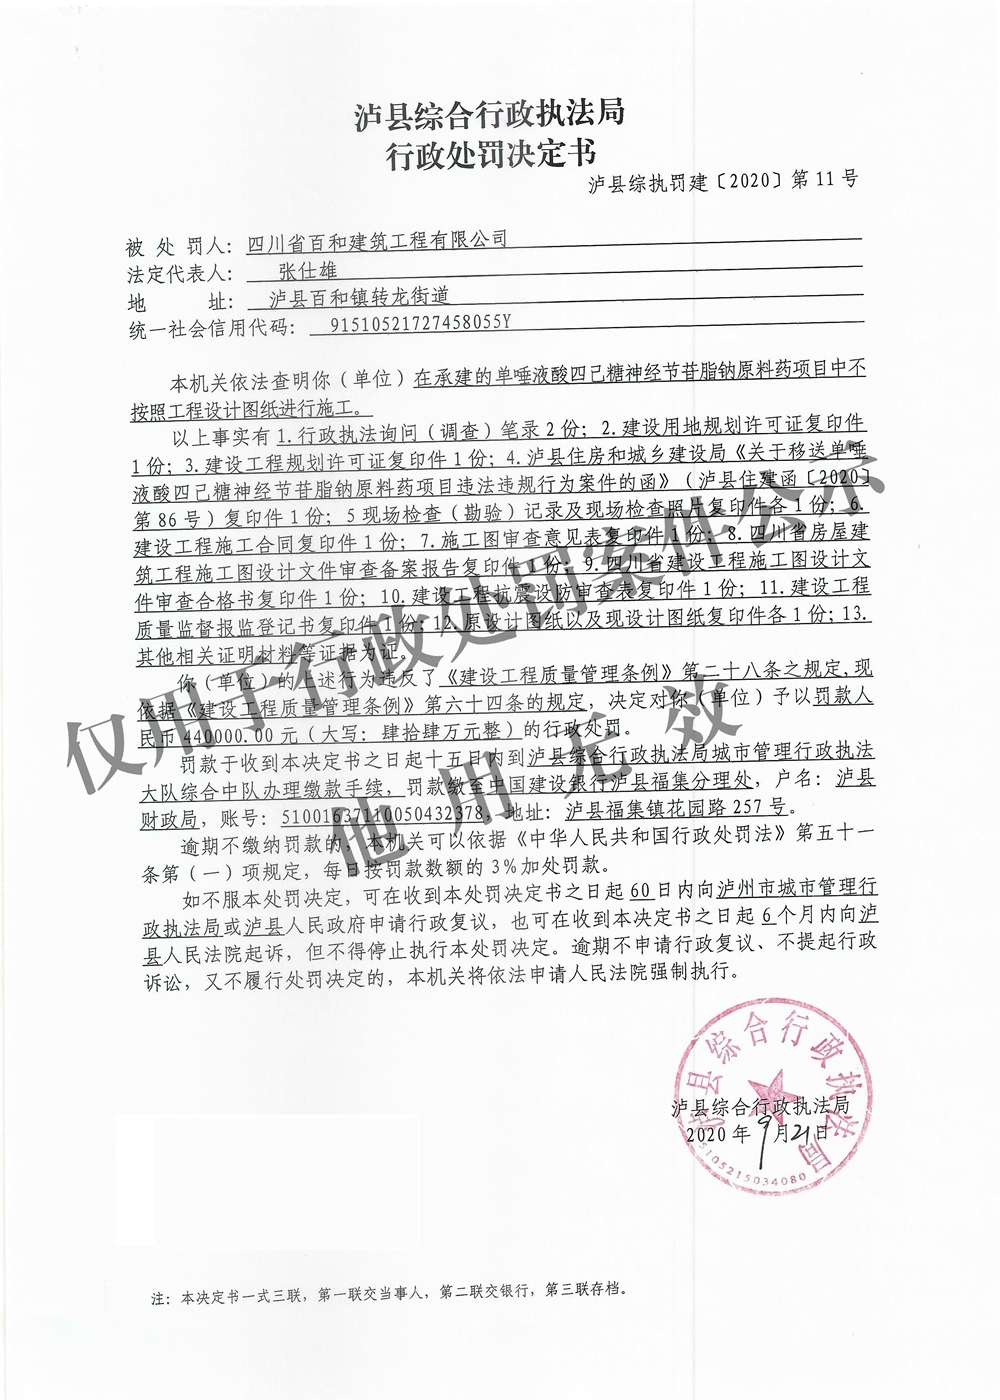 泸县综合行政执法局
行政处罚决定书
泸县综执罚建〔2020〕第11号
被处罚人：四川省百和建筑工程有限公司
法定代表人：张仕雄
地址：泸县百和镇转龙街道
统一社会信用代码：91510521727458055Y
本机关依法查明你（单位）在承建的单唾液酸四己糖神经节苷脂钠原料药项目中不
按照工程设计图纸进行施工。
以上事实有1.行政执法询问（调查）笔录2份；2.建设用地规划许可证复印件
1份；3.建设工程规划许可证复印件1份；4.泸县住房和城乡建设局《关于移送单唾
液酸四己糖神经节苷脂钠原料药项目违法违规行为案件的函》（泸县住建函〔2020〕
第86号）复印件1份；5现场检查（勘验）记录及现场检查照片复印件各1份；6.
建设工程施工合同复印件1份；7.施工图审查意见表复印件1份；8.四川省房屋建
筑工程施工图设计文件审查备案报告复印件1份；9.四川省建设工程施工图设计文
件审查合格书复印件1份；10.建设工程抗震设防审查表复印件1份；11.建设工程
质量监督报监登记书复印件1份；12.原设计图纸以及现设计图纸复印件各1份；13.
其他相关证明材料等证据为证。
你（单位）的上述行为违反了《建设工程质量管理条例》第二十八条之规定，现
依据《建设工程质量管理条例》第六十四条的规定，决定对你（单位）予以罚款人
民币440000.00元（大写：肆拾肆万元整）的行政处罚。
罚款于收到本决定书之日起十五日内到泸县综合行政执法局城市管理行政执法
大队综合中队办理缴款手续，罚款缴至中国建设银行泸县福集分理处，户名：泸县
财政局，账号：51001637110050432378，地址：泸县福集镇花园路257号。
逾期不缴纳罚款的，本机关可以依据《中华人民共和国行政处罚法》第五十一
条第（一）项规定，每日按罚款数额的3%加处罚款。
如不服本处罚决定，可在收到本处罚决定书之日起60日内向泸州市城市管理行
政执法局或泸县人民政府申请行政复议，也可在收到本决定书之日起6个月内向泸
县人民法院起诉，但不得停止执行本处罚决定。逾期不申请行政复议、不提起行政
诉讼，又不履行处罚决定的，本机关将依法申请人民法院强制执行。
泸县综合行政执法局
2020年9月21日
泸县综合行政执法局
5105215034080
注：本决定书一式三联，第一联交当事人，第二联交银行，第三联存档。
仅用于行政处罚案件公示
他用无效